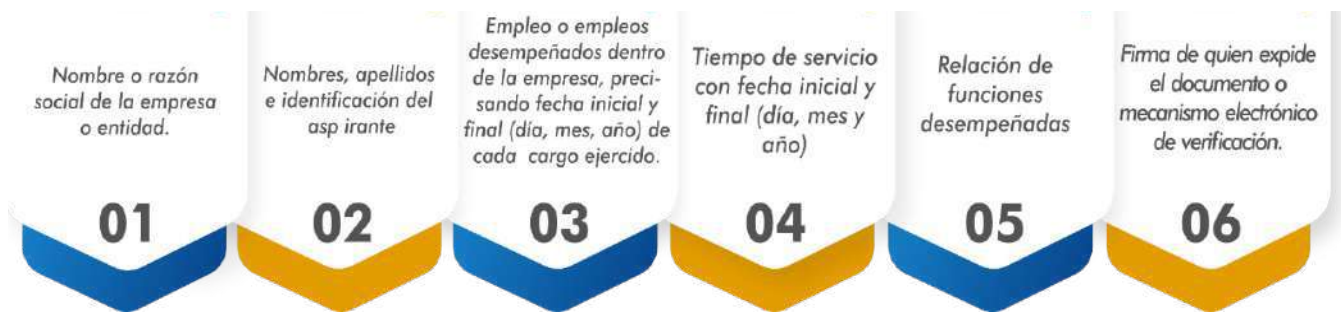 Nombre o razón
social de la empresa
o entidad.
01
Nombres, apellidos
e identificación del
asp irante
02
Empleo o empleos
desempeñados dentro
de la empresa, preci-
sando fecha inicial y
final (día, mes, año) de
cada cargo ejercido.
03
Tiempo de servicio
con fecha inicial y
final (día, mes y
año)
04
Relación de
funciones
desempeñadas
05
Firma de quien expide
el documento o
mecanismo electrónico
de verificación.
06